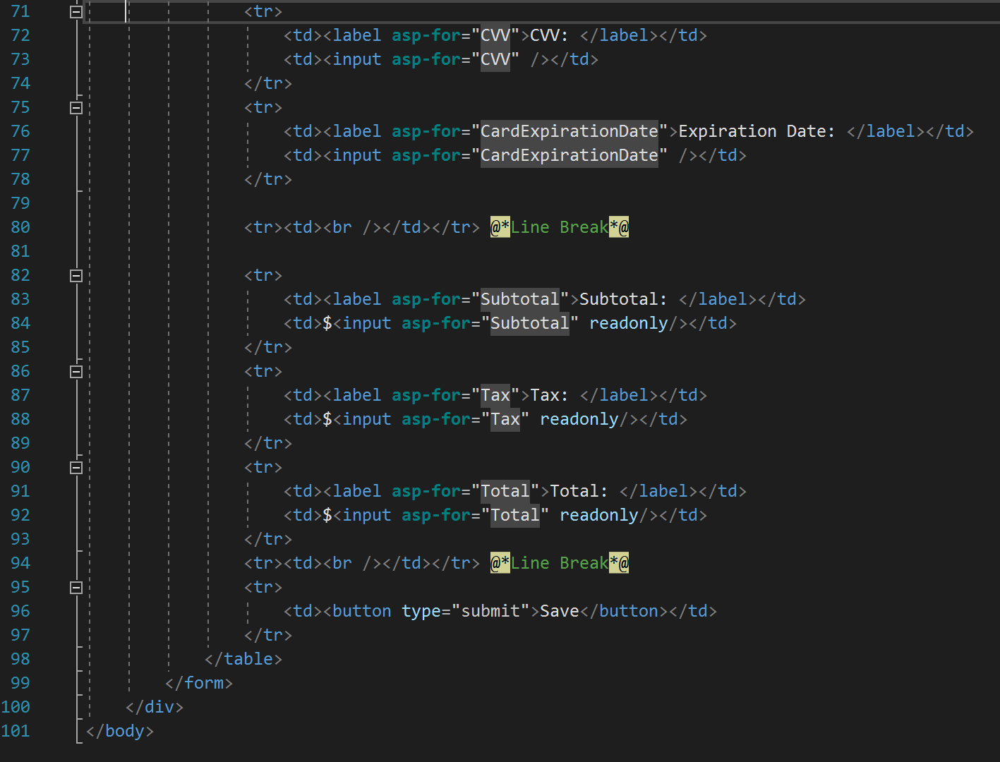 71 <tr>
72 <td><label asp-for="CVV">CVV: </label></td>
73 <td><input asp-for="CVV" /></td>
74 </tr>
75 <tr>
76 <td><label asp-for="CardExpirationDate">Expiration Date: </label></td>
77 <td><input asp-for="CardExpirationDate" /></td>
78 </tr>
79
80 <tr><td><br /></td></tr> @*Line Break*@
81
82 <tr>
83 <td><label asp-for="Subtotal">Subtotal: </label></td>
84 <td>$<input asp-for="Subtotal" readonly/></td>
85 </tr>
86 <tr>
87 <td><label asp-for="Tax">Tax: </label></td>
88 <td>$<input asp-for="Tax" readonly/></td>
89 </tr>
90 <tr>
91 <td><label asp-for="Total">Total: </label></td>
92 <td>$<input asp-for="Total" readonly/></td>
93 </tr>
94 <tr><td><br /></td></tr> @*Line Break*@
95 <tr>
96 <td><button type="submit">Save</button></td>
97 </tr>
98 </table>
99 </form>
100 </div>
101 </body>